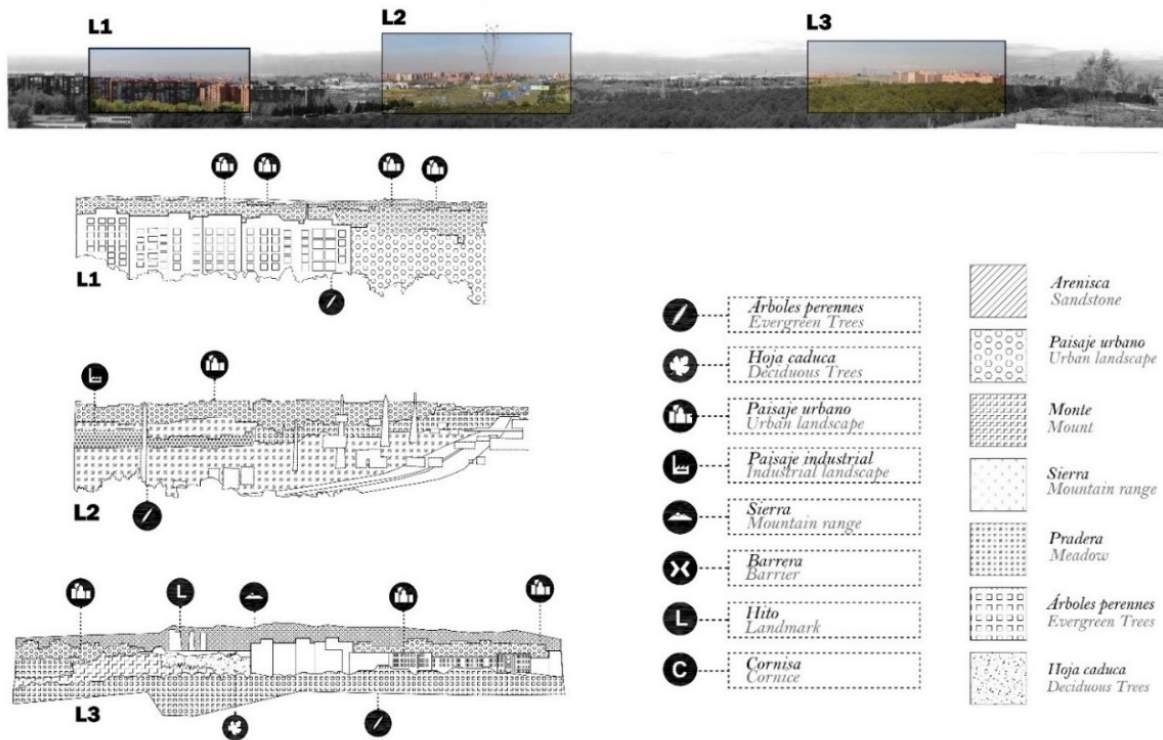 L1
L2
L3
L1
L2
L3
L
Árboles perennes
Evergreen Trees
Hoja caduca
Deciduous Trees
Paisaje urbano
Urban landscape
Paisaje industrial
Industrial landscape
Sierra
Mountain range
Barrera
Barrier
L
Hito
Landmark
C
Cornisa
Cornice
Arenisca
Sandstone
Paisaje urbano
Urban landscape
Monte
Mount
Sierra
Mountain range
Pradera
Meadow
Árboles perennes
Evergreen Trees
Hoja caduca
Deciduous Trees